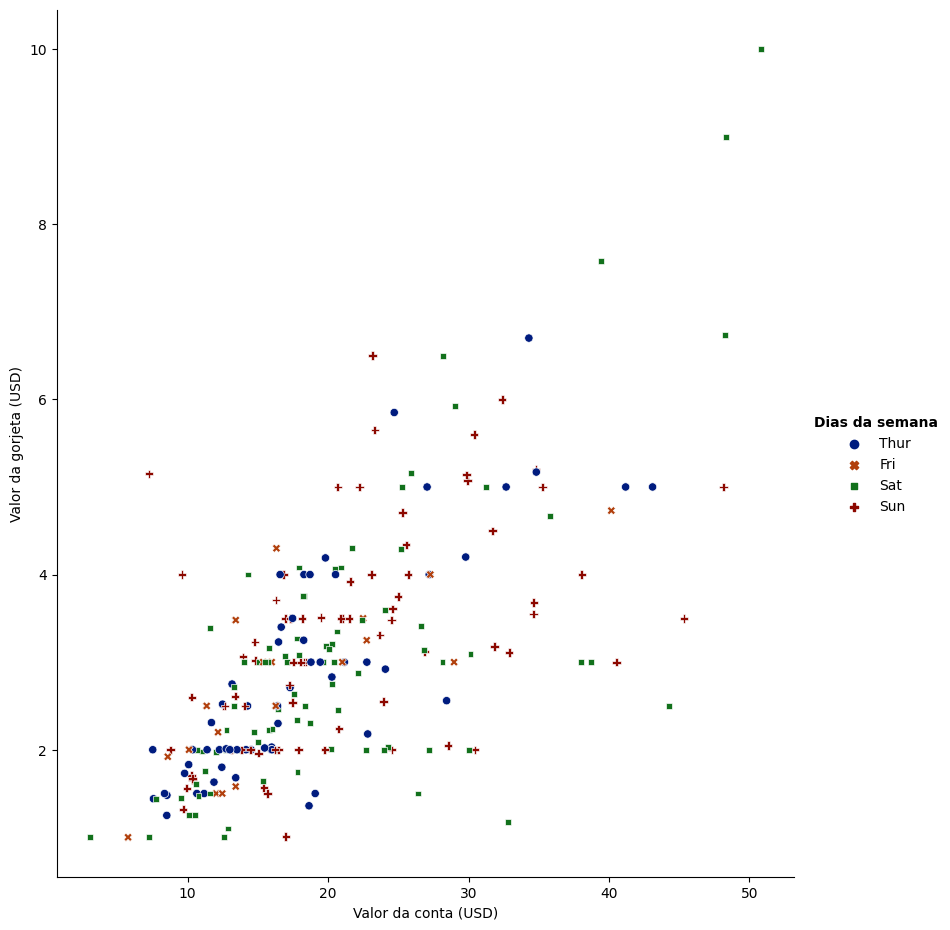 10
8
6
4
2
Valor da gorjeta (USD)
10
20
30
40
50
Valor da conta (USD)
Dias da semana
Thur
Fri
Sat
Sun